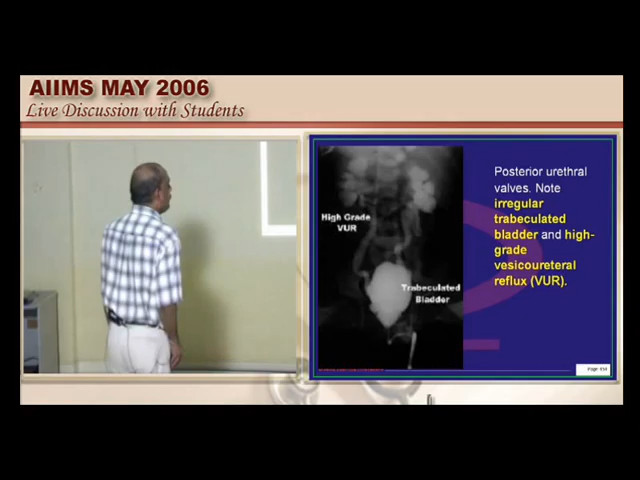 AIIMS MAY 2006
Live Discussion with Students
High Grade
VUR
Trabeculated
Bladder
Posterior urethral
valves. Note
irregular
trabeculated
bladder and high-
grade
vesicoureteral
reflux (VUR).